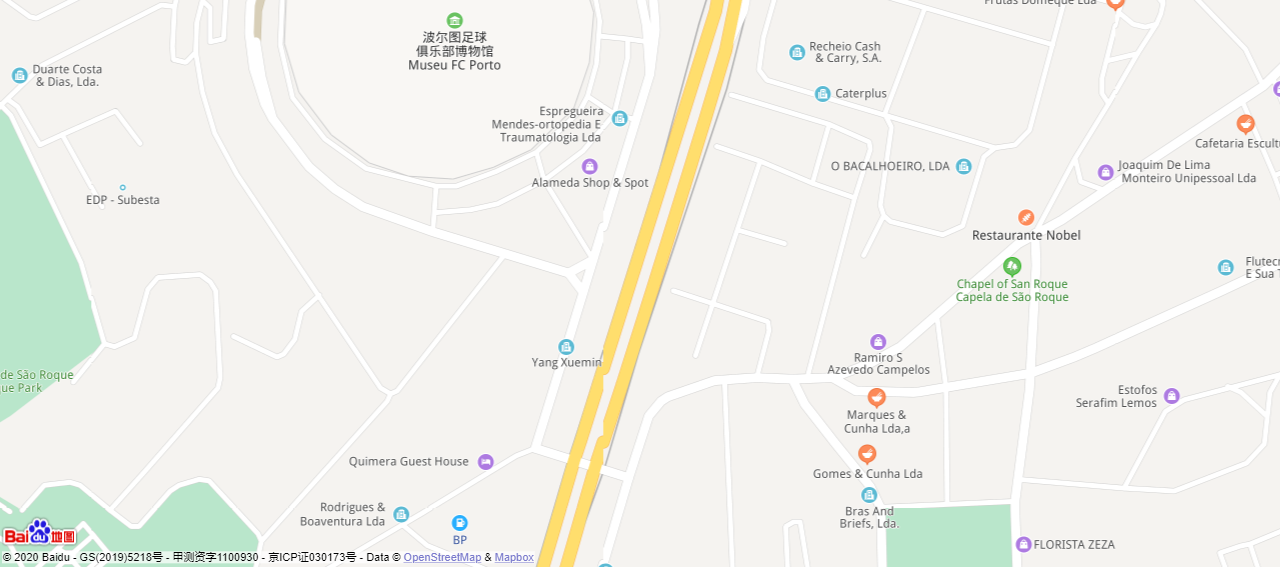 Frutas Domeque Lda
波尔图足球
俱乐部博物馆
Museu FC Porto
Recheio Cash
& Carry, S.A.
Duarte Costa
& Dias, Lda.
Caterplus
Espregueira
Mendes-ortopedia E
Traumatologia Lda
Cafetaria Escultu
O BACALHOEIRO, LDA
Joaquim De Lima
Monteiro Unipessoal Lda
Alameda Shop & Spot
EDP - Subesta
Restaurante Nobel
Flutecn
E Sua T
Chapel of San Roque
Capela de São Roque
Yang Xuemin
Ramiro S
Azevedo Campelos
de São Roque
ue Park
Estofos
Serafim Lemos
Marques &
Cunha Lda,a
Quimera Guest House
Gomes & Cunha Lda
Rodrigues &
Boaventura Lda
Bras And
Briefs, Lda.
BP
FLORISTA ZEZA
Bai du 地图
© 2020 Baidu - GS(2019)5218号 - 甲测资字1100930 - 京ICP证030173号 - Data © OpenStreetMap & Mapbox